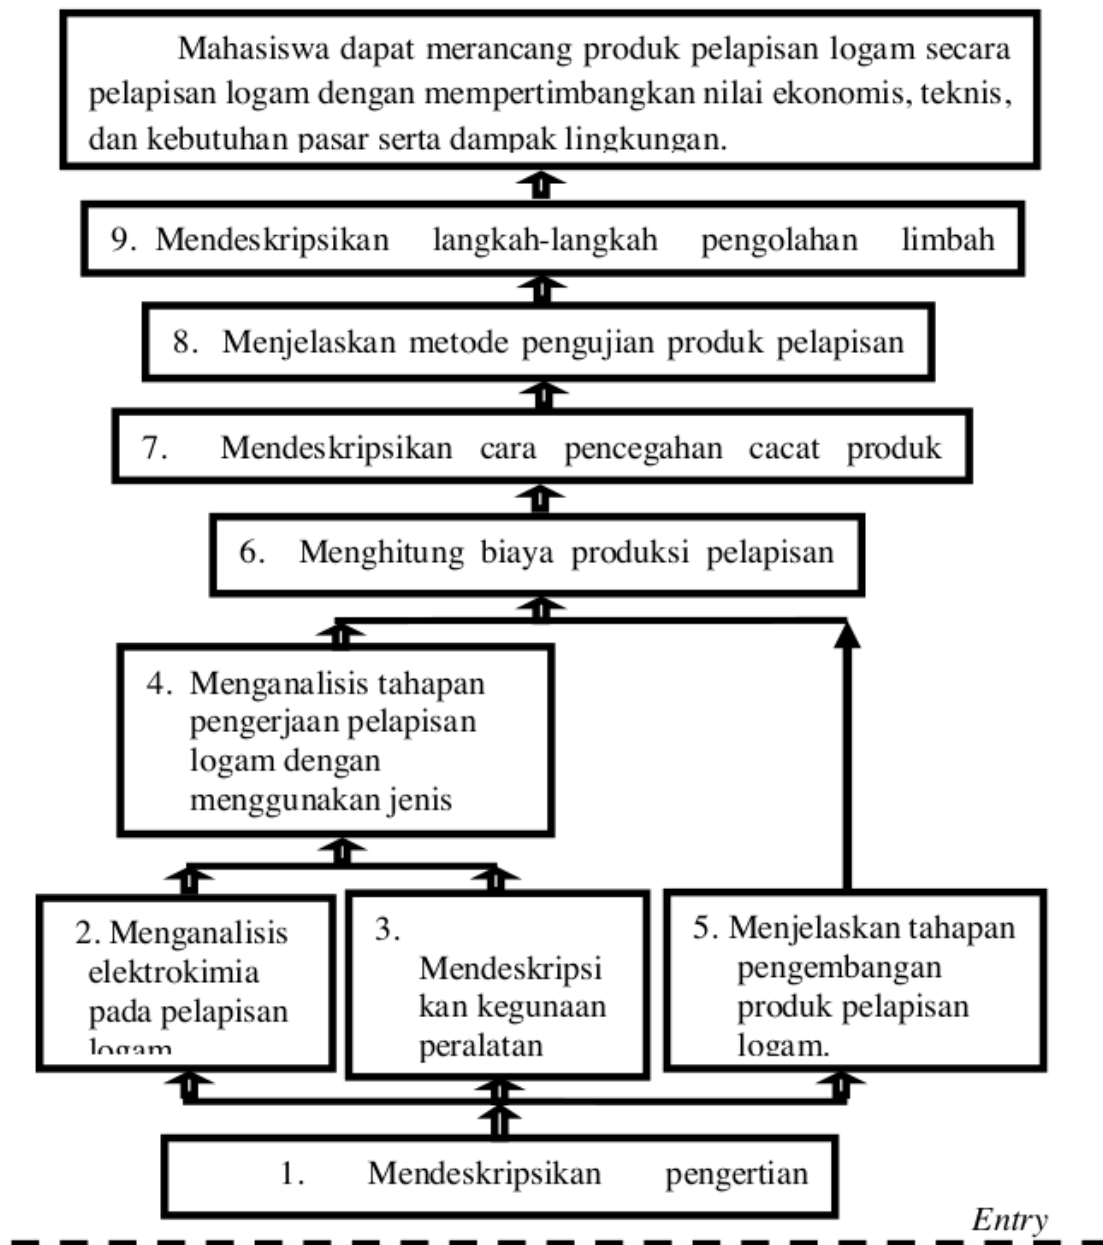 Mahasiswa dapat merancang produk pelapisan logam secara
pelapisan logam dengan mempertimbangkan nilai ekonomis, teknis,
dan kebutuhan pasar serta dampak lingkungan.
9. Mendeskripsikan langkah-langkah pengolahan limbah
8. Menjelaskan metode pengujian produk pelapisan
7. Mendeskripsikan cara pencegahan cacat produk
6. Menghitung biaya produksi pelapisan
4. Menganalisis tahapan
pengerjaan pelapisan
logam dengan
menggunakan jenis
2. Menganalisis
elektrokimia
pada pelapisan
logam
3.
Mendeskripsi
kan kegunaan
peralatan
5. Menjelaskan tahapan
pengembangan
produk pelapisan
logam.
1. Mendeskripsikan pengertian
Entry